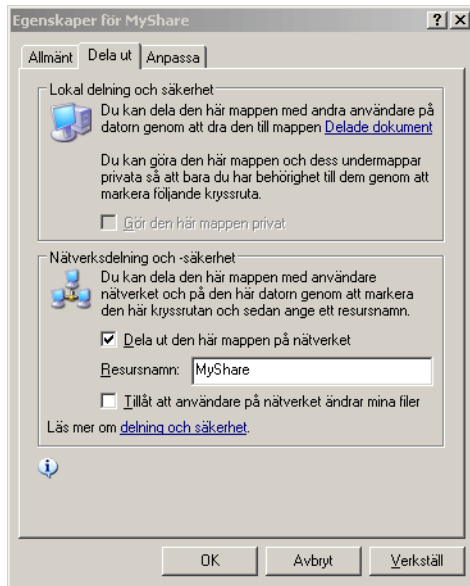 Egenskaper för MyShare
Allmänt Dela ut Anpassa
Lokal delning och säkerhet
Du kan dela den här mappen med andra användare på
datorn genom att dra den till mappen Delade dokument
Du kan göra den här mappen och dess undermappar
privata så att bara du har behörighet till dem genom att
markera följande kryssruta.
Gör den här mappen privat
Nätverksdelning och -säkerhet
Du kan dela den här mappen med användare
nätverket och på den här datorn genom att markera
den här kryssrutan och sedan ange ett resursnamn.
Dela ut den här mappen på nätverket
Resursnamn: MyShare
Tillåt att användare på nätverket ändrar mina filer
Läs mer om delning och säkerhet.
OK Avbryt Verkställ